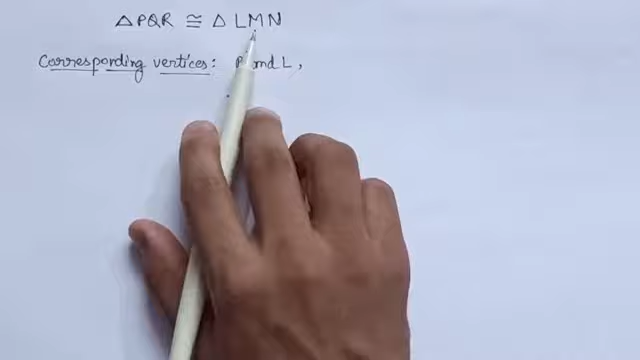 △PQR ≅ △LMN
Corresponding vertices: P and L,